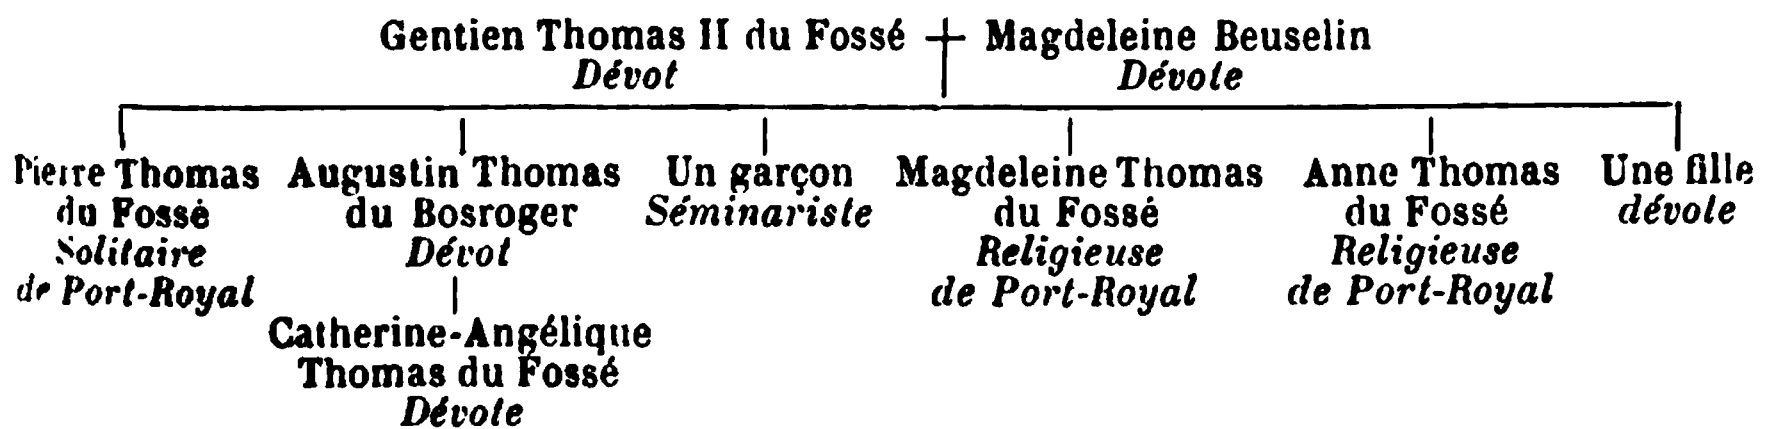 Gentien Thomas II du Fossé Magdeleine Beuselin
Dévot Dévote
Pierre Thomas
du Fossé
Solitaire
de Port-Royal
Augustin Thomas
du Bosroger
Dévot
Catherine-Angélique
Thomas du Fossé
Dévote
Un garçon
Séminariste
Magdeleine Thomas
du Fossé
Religieuse
de Port-Royal
Anne Thomas
du Fossé
Religieuse
de Port-Royal
Une fille
dévote